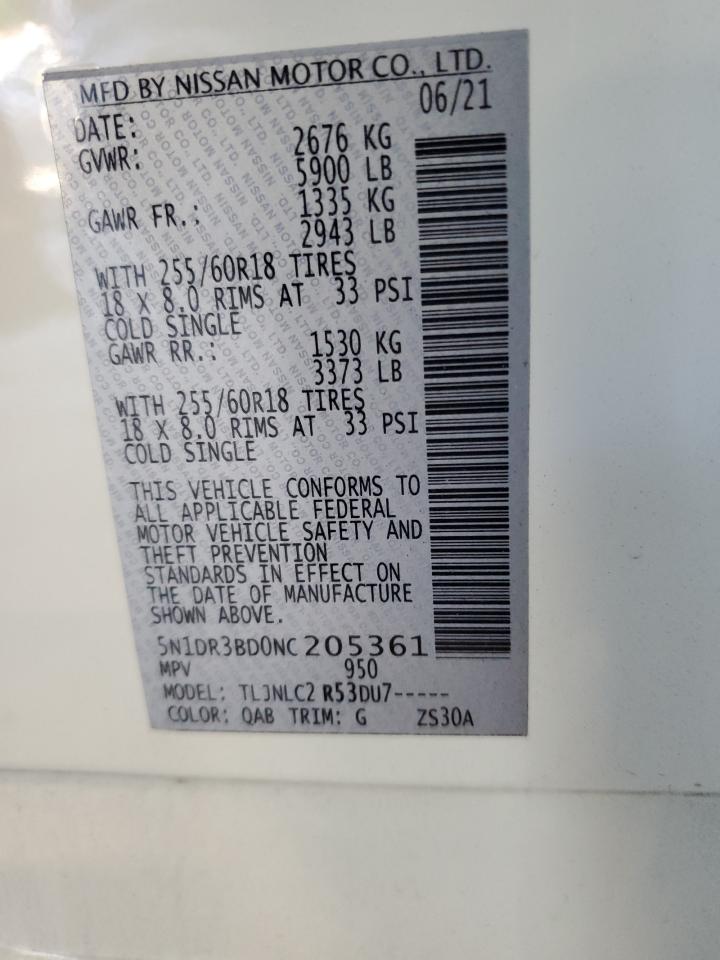 MFD BY NISSAN MOTOR CO., LTD.
DATE: 06/21
GVWR: 2676 KG
5900 LB
GAWR FR.: 1335 KG
2943 LB
WITH 255/60R18 TIRES
18 X 8.0 RIMS AT 33 PSI
COLD SINGLE
GAWR RR.: 1530 KG
3373 LB
WITH 255/60R18 TIRES
18 X 8.0 RIMS AT 33 PSI
COLD SINGLE
THIS VEHICLE CONFORMS TO
ALL APPLICABLE FEDERAL
MOTOR VEHICLE SAFETY AND
THEFT PREVENTION
STANDARDS IN EFFECT ON
THE DATE OF MANUFACTURE
SHOWN ABOVE.
5N1DR3BD0NC205361
MPV 950
MODEL: TLJNLC2 R53DU7-----
COLOR: QAB TRIM: G ZS30A